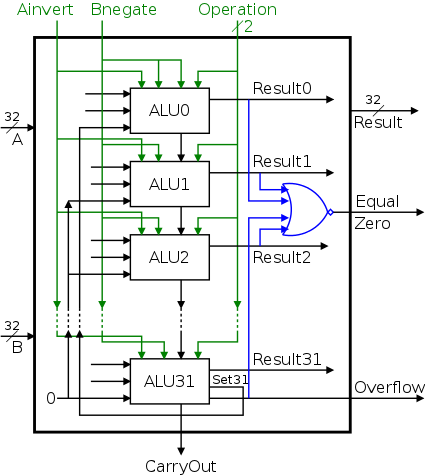 Ainvert Bnegate Operation
2
32
A
ALU0
Result0
32
Result
ALU1
Result1
Equal
Zero
ALU2
Result2
32
B
ALU31
Result31
Set31
0
Overflow
CarryOut